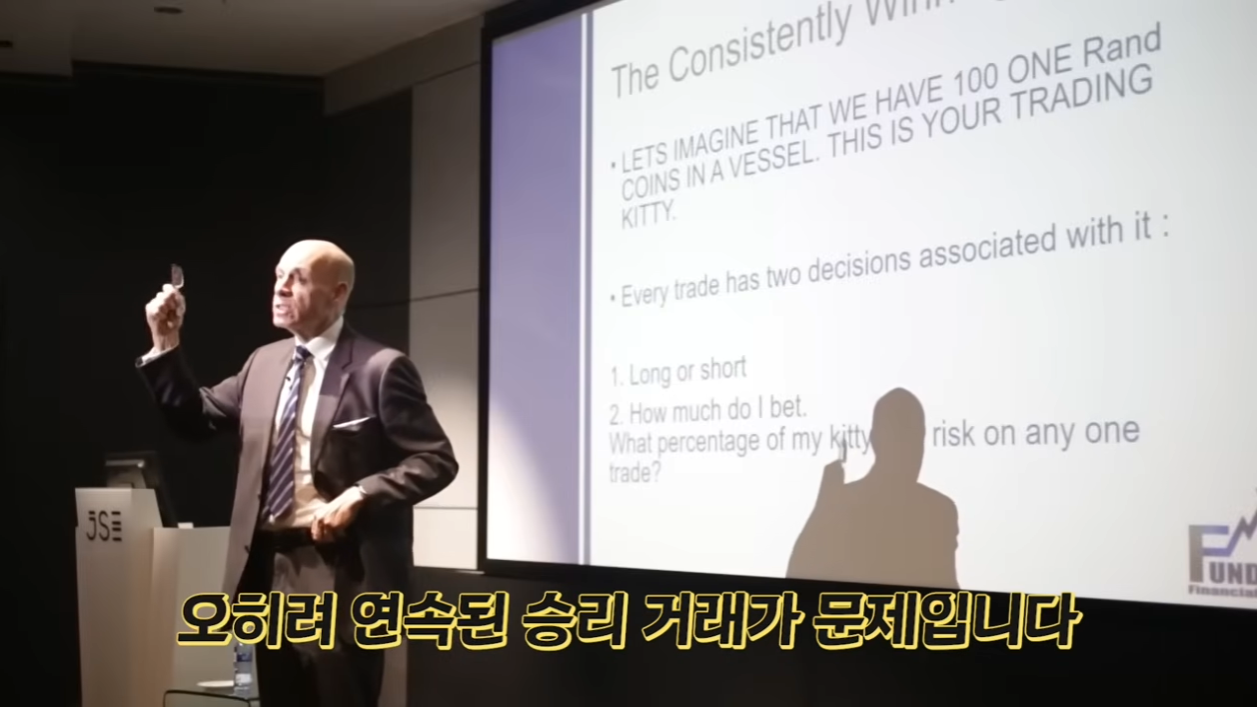 The Consistently
• LETS IMAGINE THAT WE HAVE 100 ONE Rand
COINS IN A VESSEL. THIS IS YOUR TRADING
KITTY.
• Every trade has two decisions associated with it :
1. Long or short
2. How much do I bet.
What percentage of my kitty risk on any one
trade?
JSE
FUND
Financial
오히려 연속된 승리 거래가 문제입니다